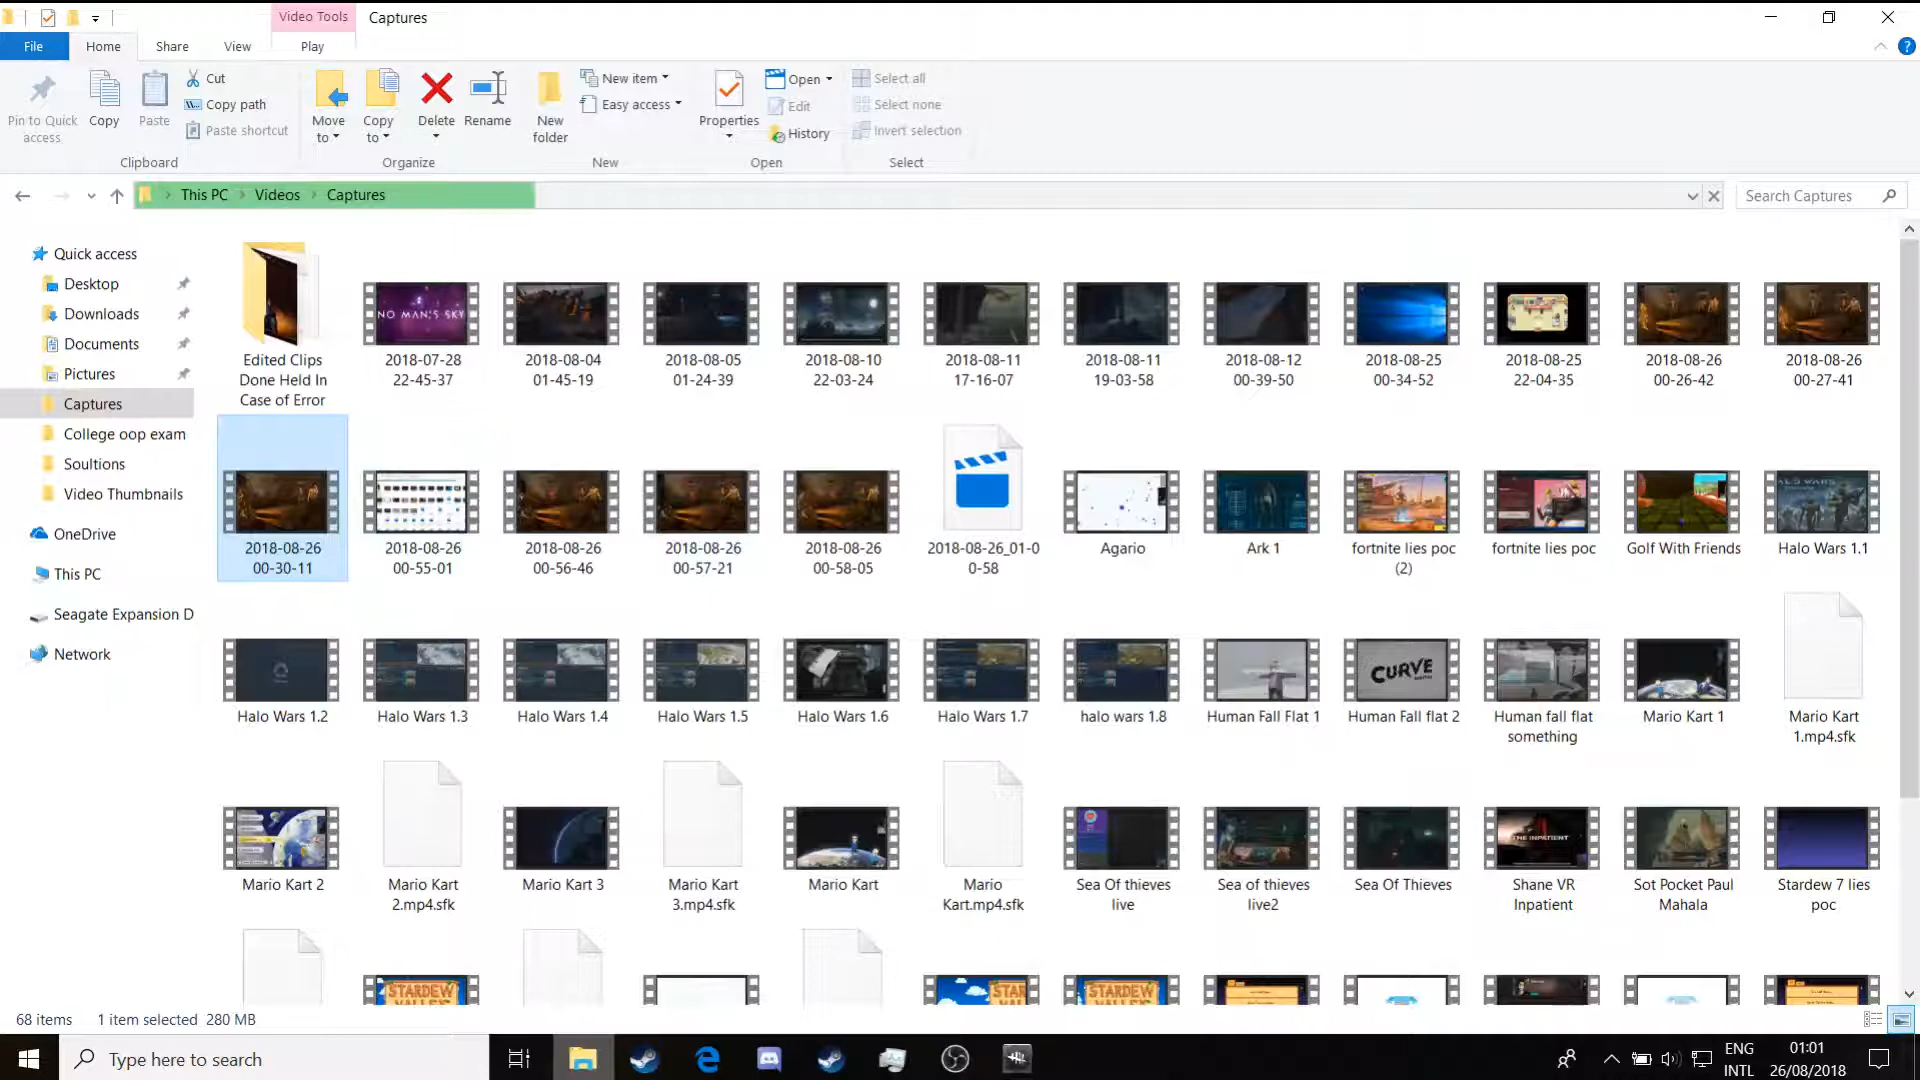 Video Tools
Captures
File
Home
Share
View
Play
Pin to Quick
access
Copy
Paste
Cut
Copy path
Paste shortcut
Clipboard
Move
to
Copy
to
Delete
Rename
Organize
New
folder
New item
Easy access
New
Properties
Open
Edit
History
Open
Select all
Select none
Invert selection
Select
This PC
Videos
Captures
Search Captures
Quick access
Desktop
Downloads
Documents
Pictures
Captures
College oop exam
Soultions
Video Thumbnails
OneDrive
This PC
Seagate Expansion D
Network
NO MAN'S SKY
Edited Clips
Done Held In
Case of Error
2018-07-28
22-45-37
2018-08-04
01-45-19
2018-08-05
01-24-39
2018-08-10
22-03-24
2018-08-11
17-16-07
2018-08-11
19-03-58
2018-08-12
00-39-50
2018-08-25
00-34-52
2018-08-25
22-04-35
2018-08-26
00-26-42
2018-08-26
00-27-41
2018-08-26
00-30-11
2018-08-26
00-55-01
2018-08-26
00-56-46
2018-08-26
00-57-21
2018-08-26
00-58-05
2018-08-26_01-0
0-58
Agario
Ark 1
fortnite lies poc
(2)
fortnite lies poc
Golf With Friends
Halo Wars 1.1
Halo Wars 1.2
Halo Wars 1.3
Halo Wars 1.4
Halo Wars 1.5
Halo Wars 1.6
Halo Wars 1.7
halo wars 1.8
Human Fall Flat 1
CURVE
Human Fall flat 2
Human fall flat
something
Mario Kart 1
Mario Kart
1.mp4.sfk
Mario Kart 2
Mario Kart
2.mp4.sfk
Mario Kart 3
Mario Kart
3.mp4.sfk
Mario Kart
Mario
Kart.mp4.sfk
Sea Of thieves
live
Sea of thieves
live2
Sea Of Thieves
THE INPATIENT
Shane VR
Inpatient
Sot Pocket Paul
Mahala
Stardew 7 lies
poc
STARDEW
STAR
STARDEW
68 items
1 item selected
280 MB
Type here to search
ENG
INTL
01:01
26/08/2018